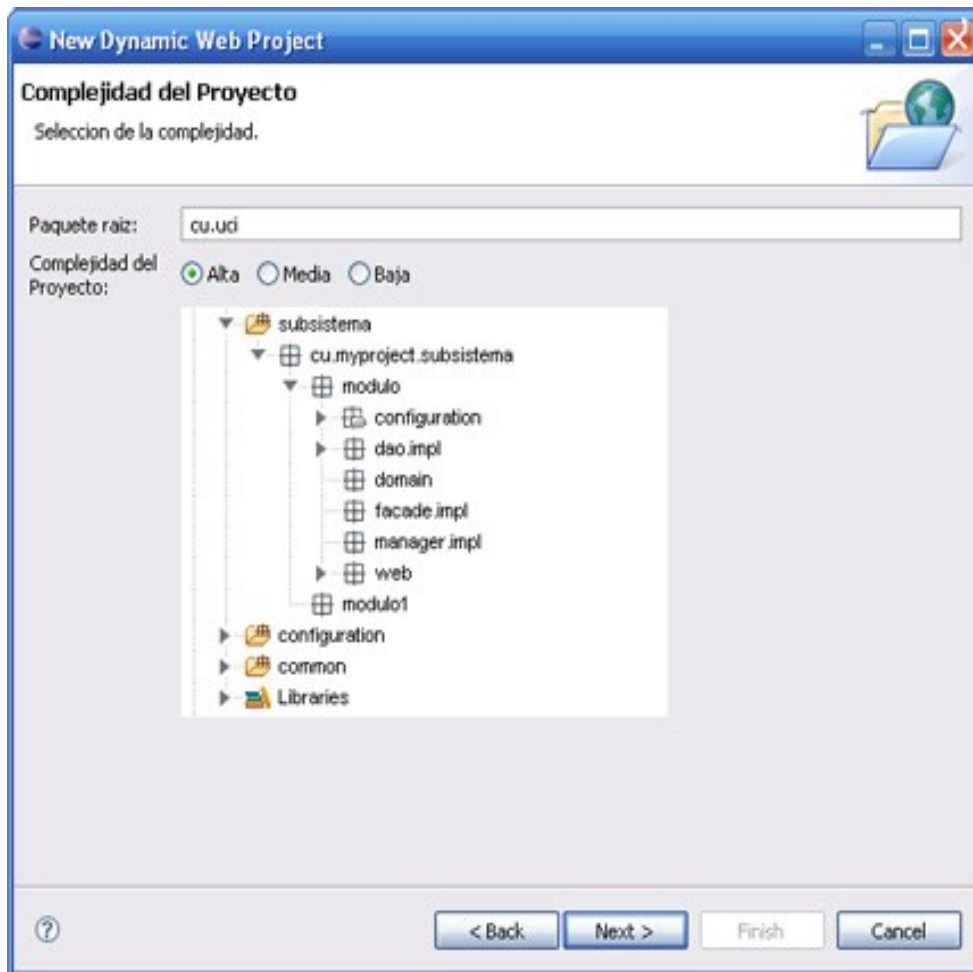 New Dynamic Web Project
Complejidad del Proyecto
Seleccion de la complejidad.
Paquete raiz:
cu.uci
Complejidad del
Proyecto:
Alta Media Baja
subsistema
cu.myproject.subsistema
modulo
configuration
dao.impl
domain
facade.impl
manager.impl
web
modulo1
configuration
common
Libraries
? < Back Next > Finish Cancel